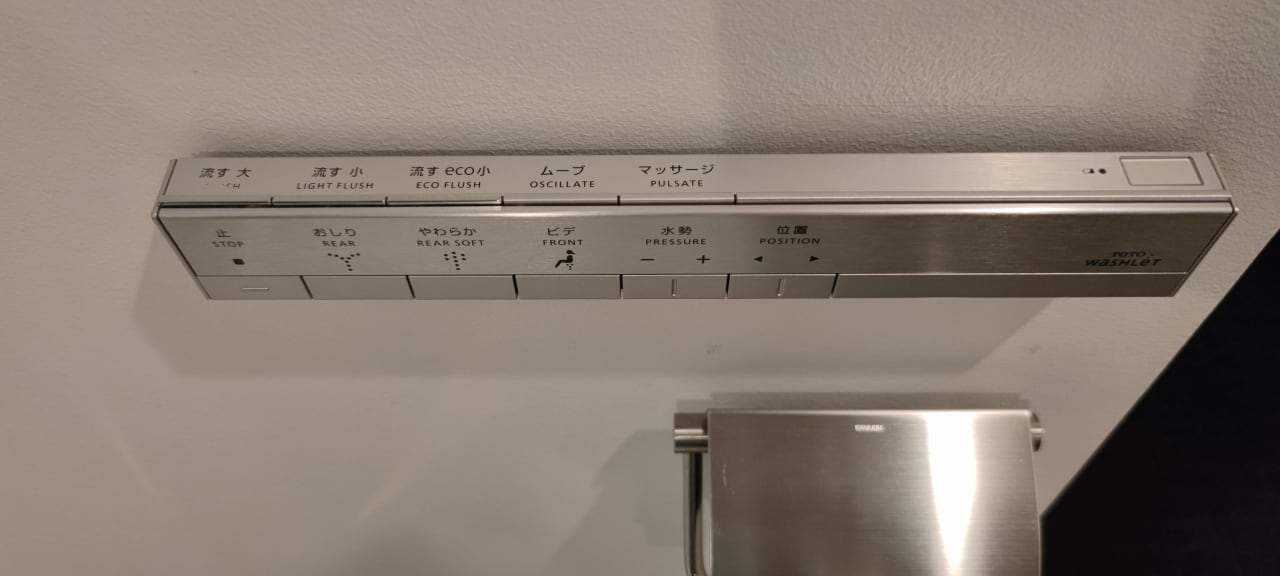 流す 大
流す 小
LIGHT FLUSH
流す eco小
ECO FLUSH
ムーブ
OSCILLATE
マッサージ
PULSATE
止
STOP
おしり
REAR
やわらか
REAR SOFT
ビデ
FRONT
水勢
PRESSURE
− +
位置
POSITION
TOTO
WASHLET